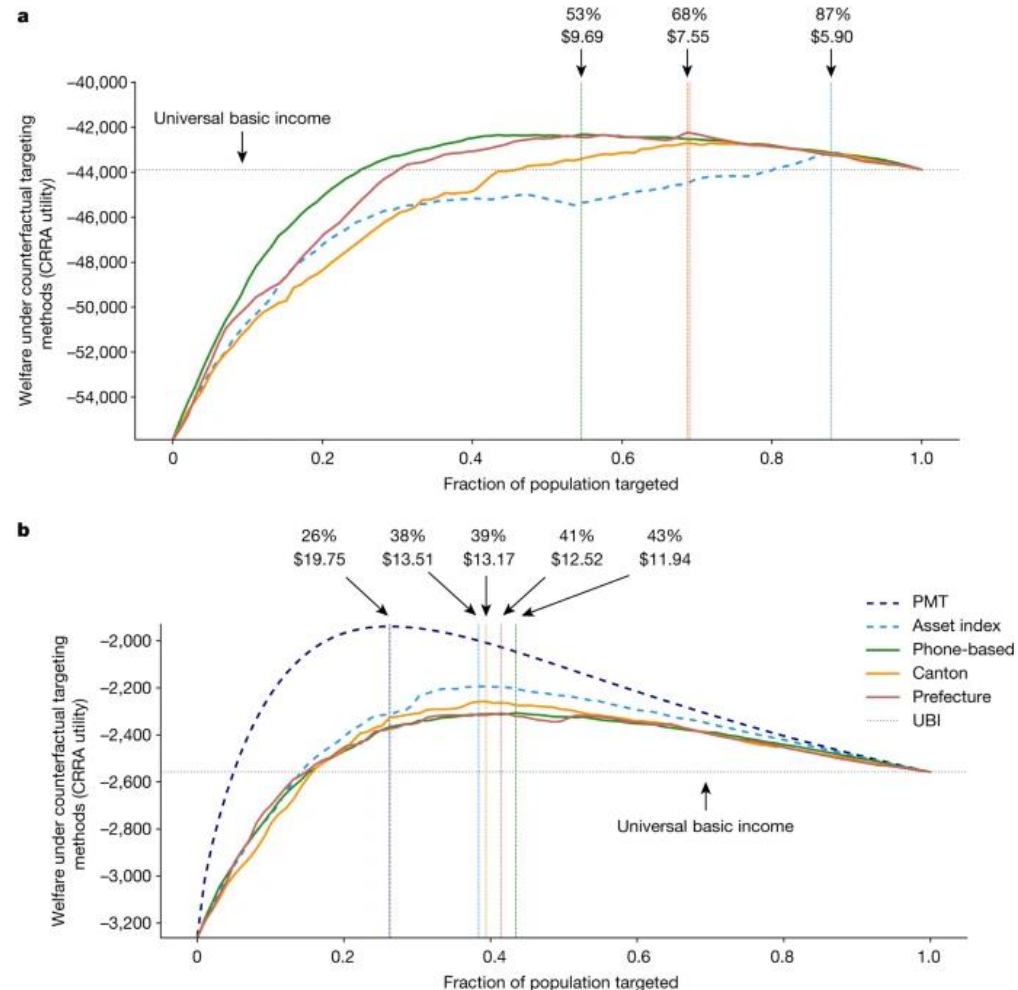 a
53%
$9.69
68%
$7.55
87%
$5.90
Universal basic income
Welfare under counterfactual targeting
methods (CRRA utility)
–40,000
–42,000
–44,000
–46,000
–48,000
–50,000
–52,000
–54,000
0
0.2
0.4
0.6
0.8
1.0
Fraction of population targeted
b
26%
$19.75
38%
$13.51
39%
$13.17
41%
$12.52
43%
$11.94
PMT
Asset index
Phone-based
Canton
Prefecture
UBI
Welfare under counterfactual targeting
methods (CRRA utility)
–2,000
–2,200
–2,400
–2,600
–2,800
–3,000
–3,200
Universal basic income
0
0.2
0.4
0.6
0.8
1.0
Fraction of population targeted